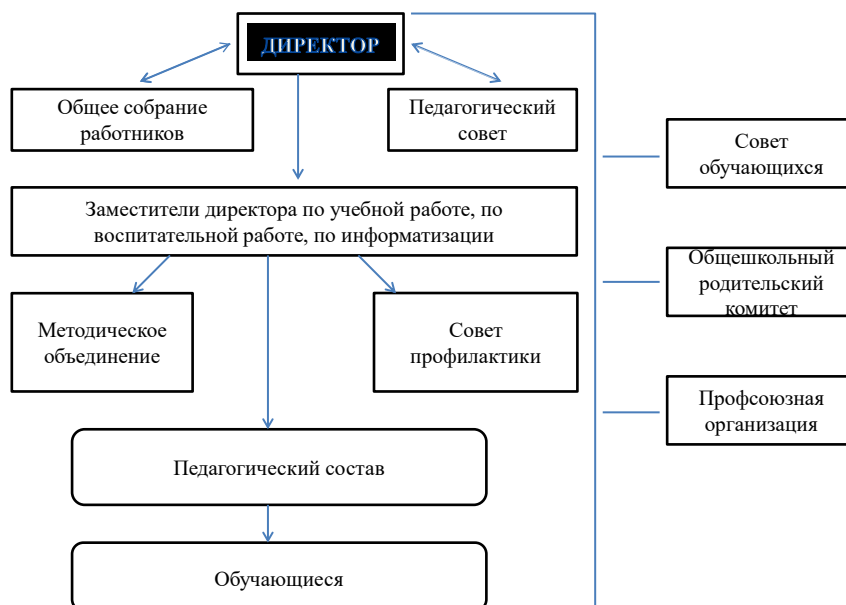 ДИРЕКТОР
Общее собрание
работников
Педагогический
совет
Совет
обучающихся
Заместители директора по учебной работе, по
воспитательной работе, по информатизации
Общешкольный
родительский
комитет
Методическое
объединение
Совет
профилактики
Профсоюзная
организация
Педагогический состав
Обучающиеся